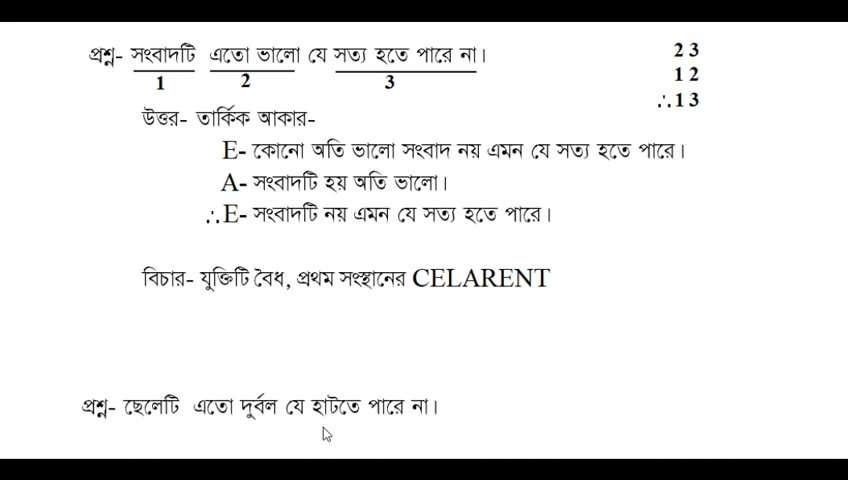 প্রশ্ন- সংবাদটি এতো ভালো যে সত্য হতে পারে না।
1 2 3
2 3
1 2
∴1 3
উত্তর- তার্কিক আকার-
E- কোনো অতি ভালো সংবাদ নয় এমন যে সত্য হতে পারে।
A- সংবাদটি হয় অতি ভালো।
∴E- সংবাদটি নয় এমন যে সত্য হতে পারে।
বিচার- যুক্তিটি বৈধ, প্রথম সংস্থানের CELARENT
প্রশ্ন- ছেলেটি এতো দুর্বল যে হাটতে পারে না।